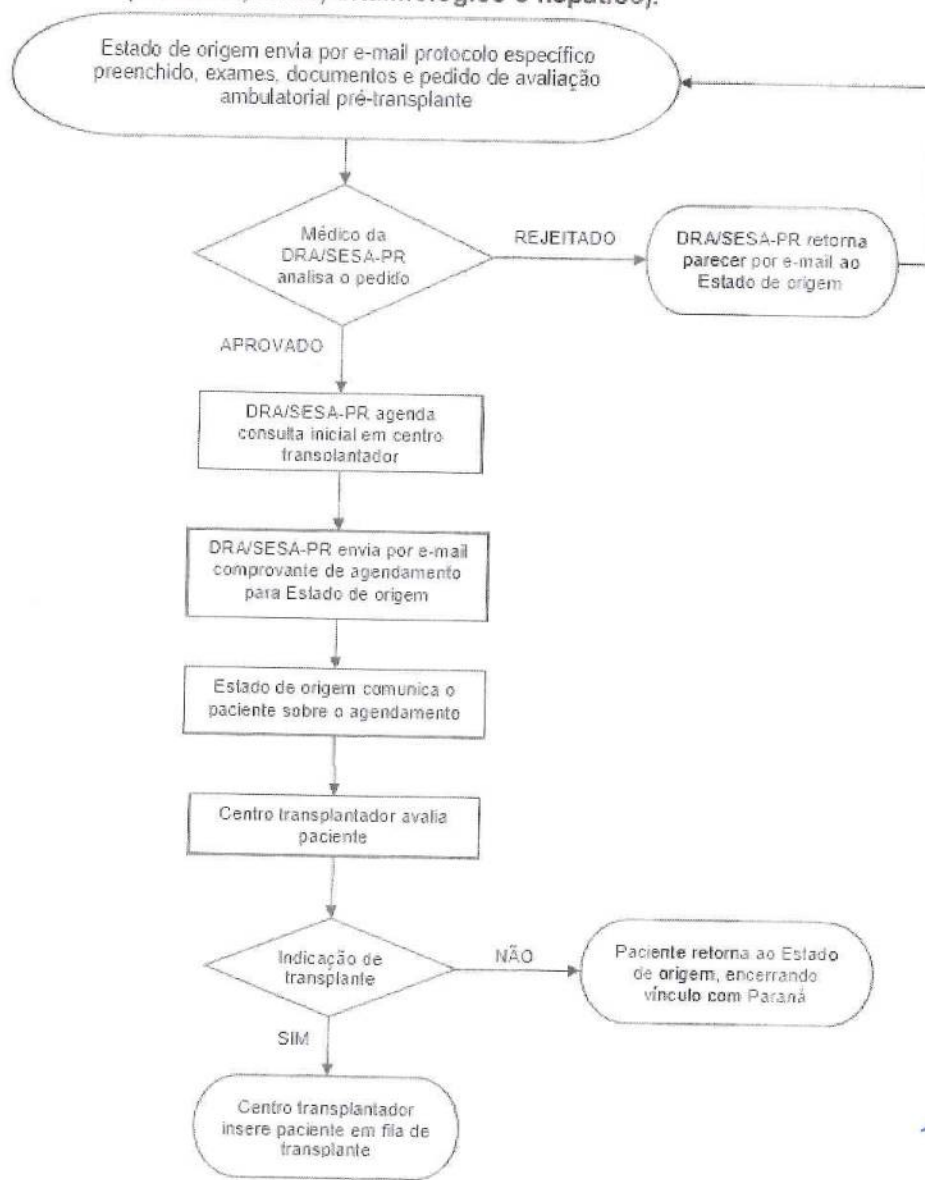 oftalmológico e hepático).
Estado de origem envia por e-mail protocolo específico
preenchido, exames, documentos e pedido de avaliação
ambulatorial pré-transplante
Médico da
DRA/SESA-PR
analisa o pedido
REJEITADO
DRA/SESA-PR retorna
parecer por e-mail ao
Estado de origem
APROVADO
DRA/SESA-PR agenda
consulta inicial em centro
transplantador
DRA/SESA-PR envia por e-mail
comprovante de agendamento
para Estado de origem
Estado de origem comunica o
paciente sobre o agendamento
Centro transplantador avalia
paciente
Indicação de
transplante
NÃO
Paciente retorna ao Estado
de origem, encerrando
vínculo com Paraná
SIM
Centro transplantador
insere paciente em fila de
transplante